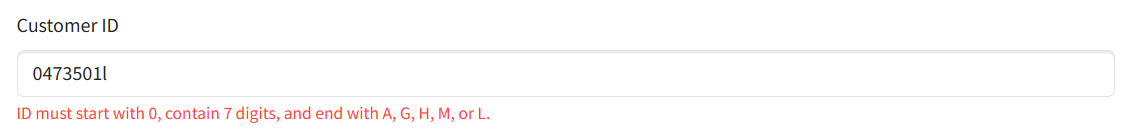 Customer ID
0473501l
ID must start with 0, contain 7 digits, and end with A, G, H, M, or L.